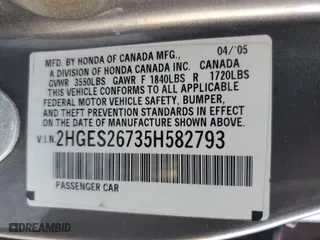 MFD. BY HONDA OF CANADA MFG., 04/'05
A DIVISION OF HONDA CANADA INC. CANADA
GVWR 3550LBS GAWR F 1840LBS R 1720LBS
THIS VEHICLE CONFORMS TO ALL APPLICABLE
FEDERAL MOTOR VEHICLE SAFETY, BUMPER,
AND THEFT PREVENTION STANDARDS IN EFFECT
ON THE DATE OF MANUFACTURE SHOWN ABOVE.
V.I.N. 2HGES26735H582793
PASSENGER CAR
DREAMBID